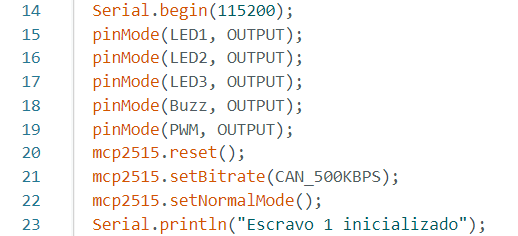 14 Serial.begin(115200);
15 pinMode(LED1, OUTPUT);
16 pinMode(LED2, OUTPUT);
17 pinMode(LED3, OUTPUT);
18 pinMode(Buzz, OUTPUT);
19 pinMode(PWM, OUTPUT);
20 mcp2515.reset();
21 mcp2515.setBitrate(CAN_500KBPS);
22 mcp2515.setNormalMode();
23 Serial.println("Escravo 1 inicializado");